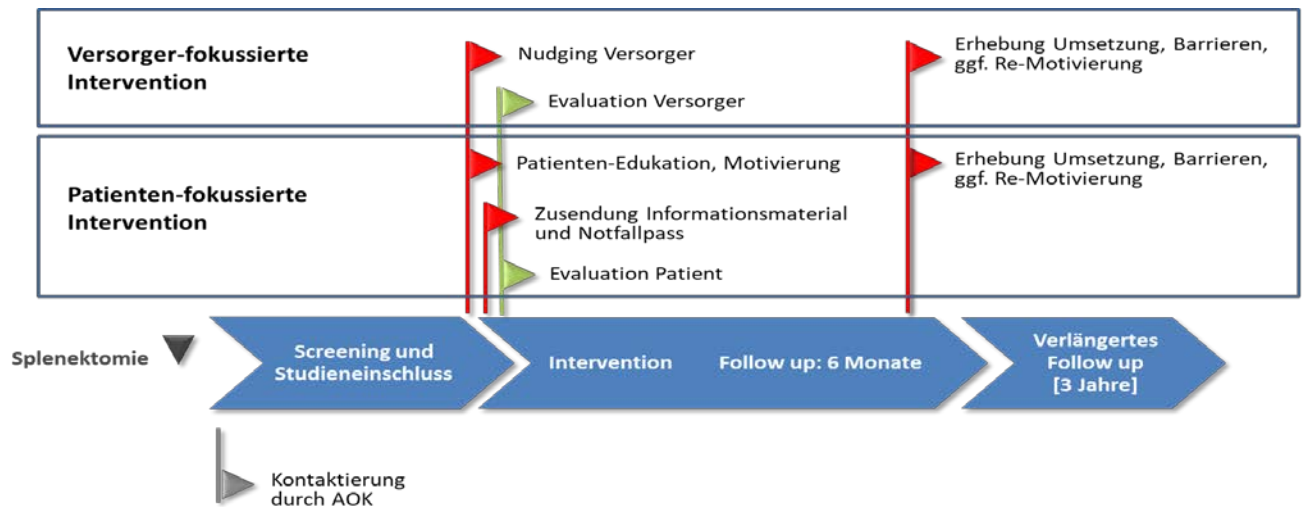 Versorger-fokussierte
Intervention
Nudging Versorger
Evaluation Versorger
Erhebung Umsetzung, Barrieren,
ggf. Re-Motivierung
Patienten-fokussierte
Intervention
Patienten-Edukation, Motivierung
Zusendung Informationsmaterial
und Notfallpass
Evaluation Patient
Erhebung Umsetzung, Barrieren,
ggf. Re-Motivierung
Splenektomie
Screening und
Studieneinschluss
Intervention
Follow up: 6 Monate
Verlängertes
Follow up
[3 Jahre]
Kontaktierung
durch AOK